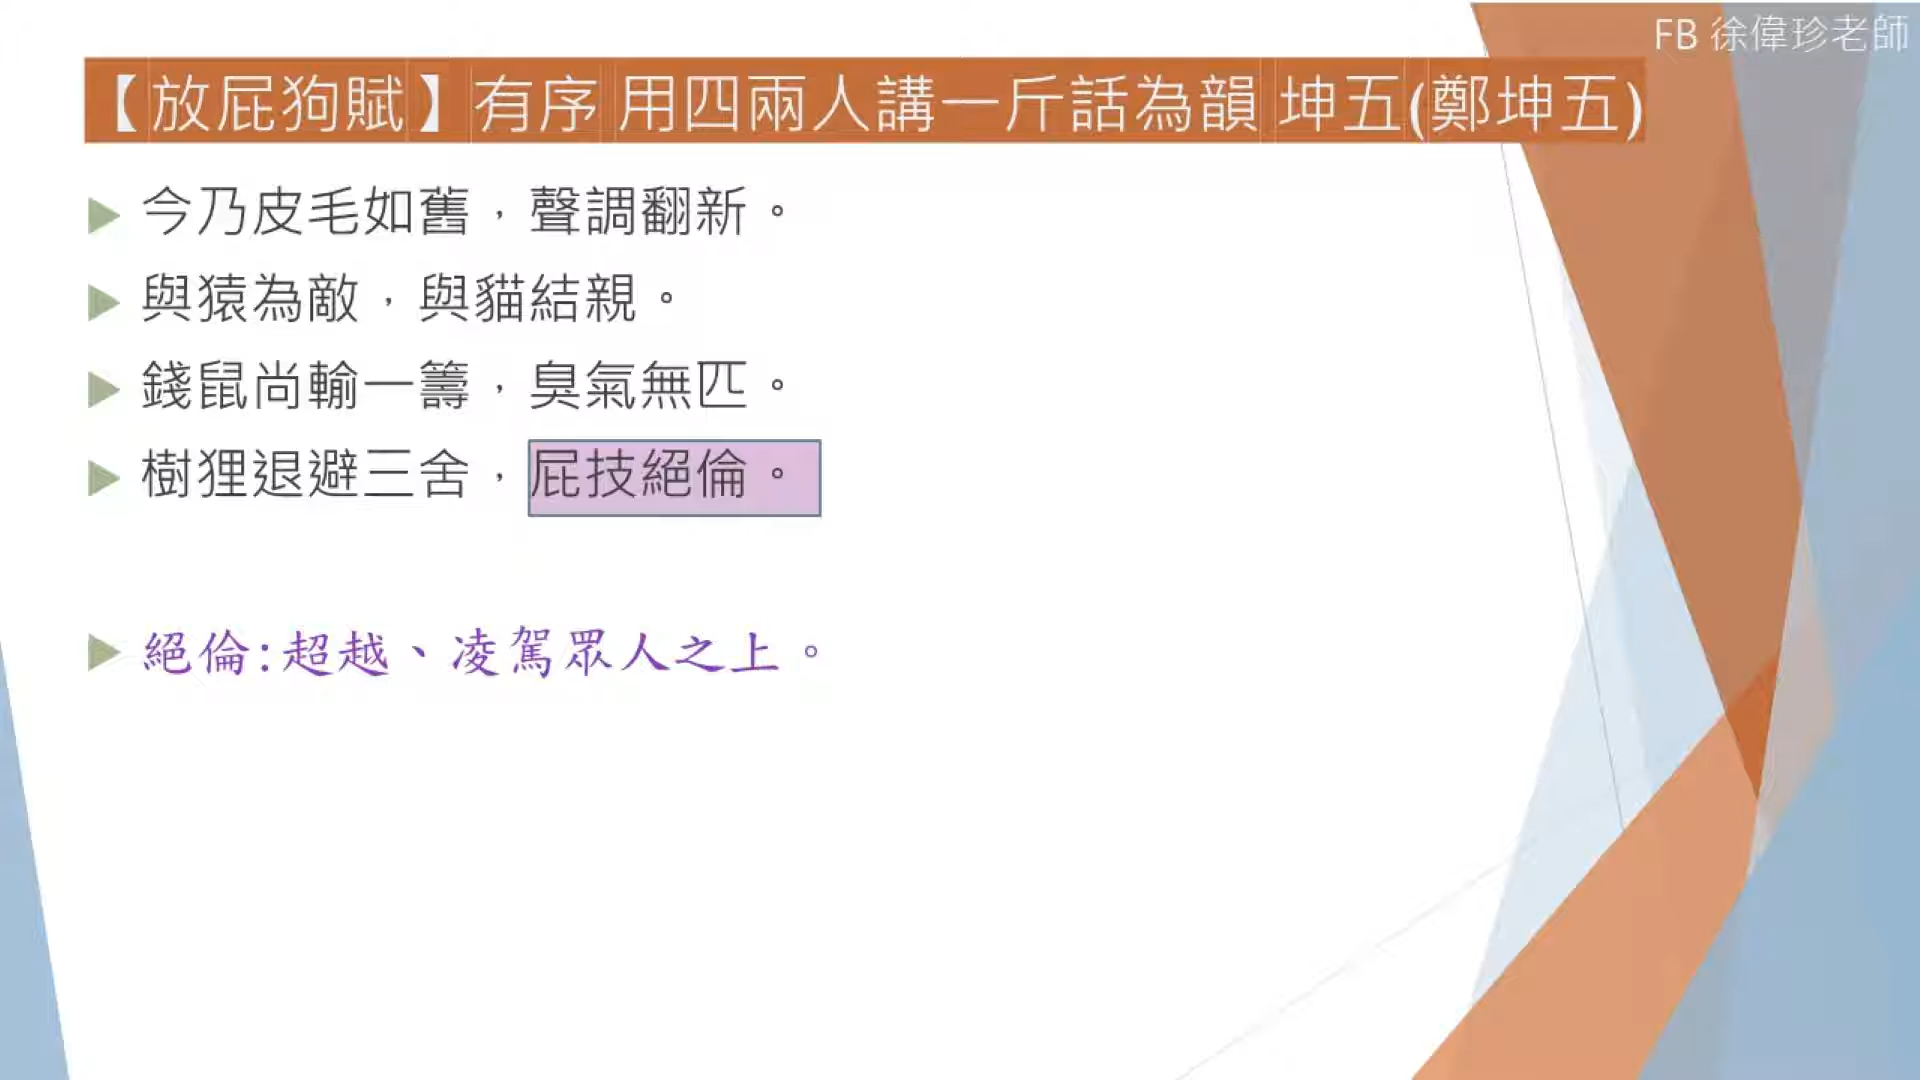 FB 徐偉珍老師
【放屁狗賦】有序 用四兩人講一斤話為韻 坤五(鄭坤五)
今乃皮毛如舊，聲調翻新。
與猿為敵，與貓結親。
錢鼠尚輸一籌，臭氣無匹。
樹狸退避三舍，屁技絕倫。
絕倫:超越、凌駕眾人之上。